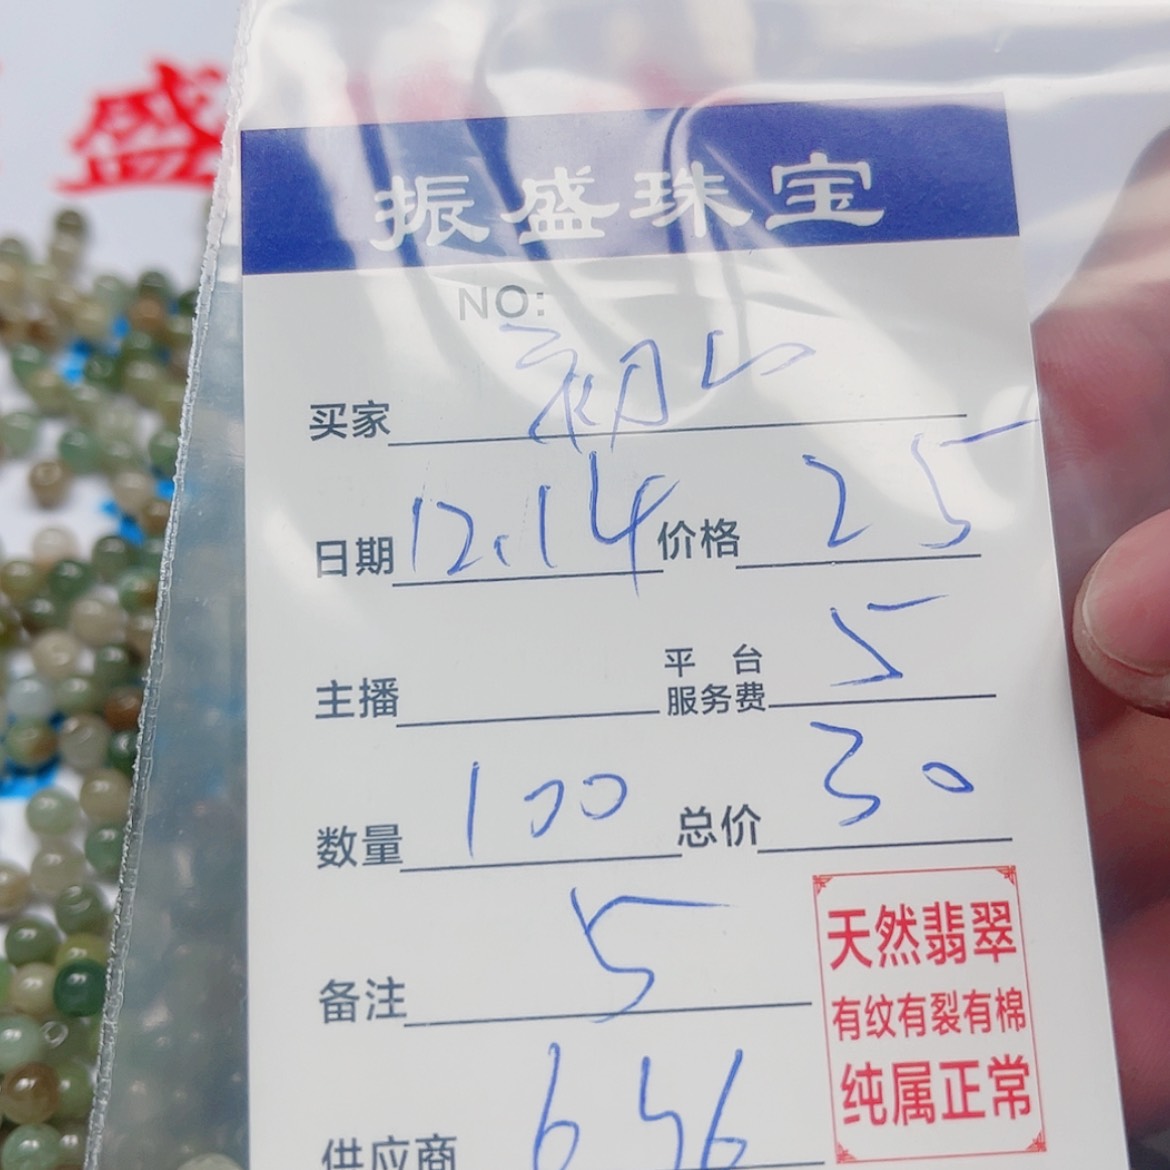 盛
振盛珠宝
NO:
买家 初心
日期 12.14 价格 25
主播 平台服务费 5
数量 100 总价 30
备注 5
供应商 656
天然翡翠
有纹有裂有棉
纯属正常